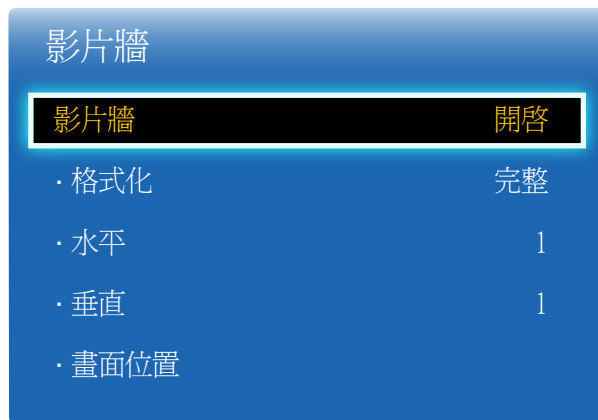 影片牆
影片牆 開啓
· 格式化 完整
· 水平 1
· 垂直 1
· 畫面位置